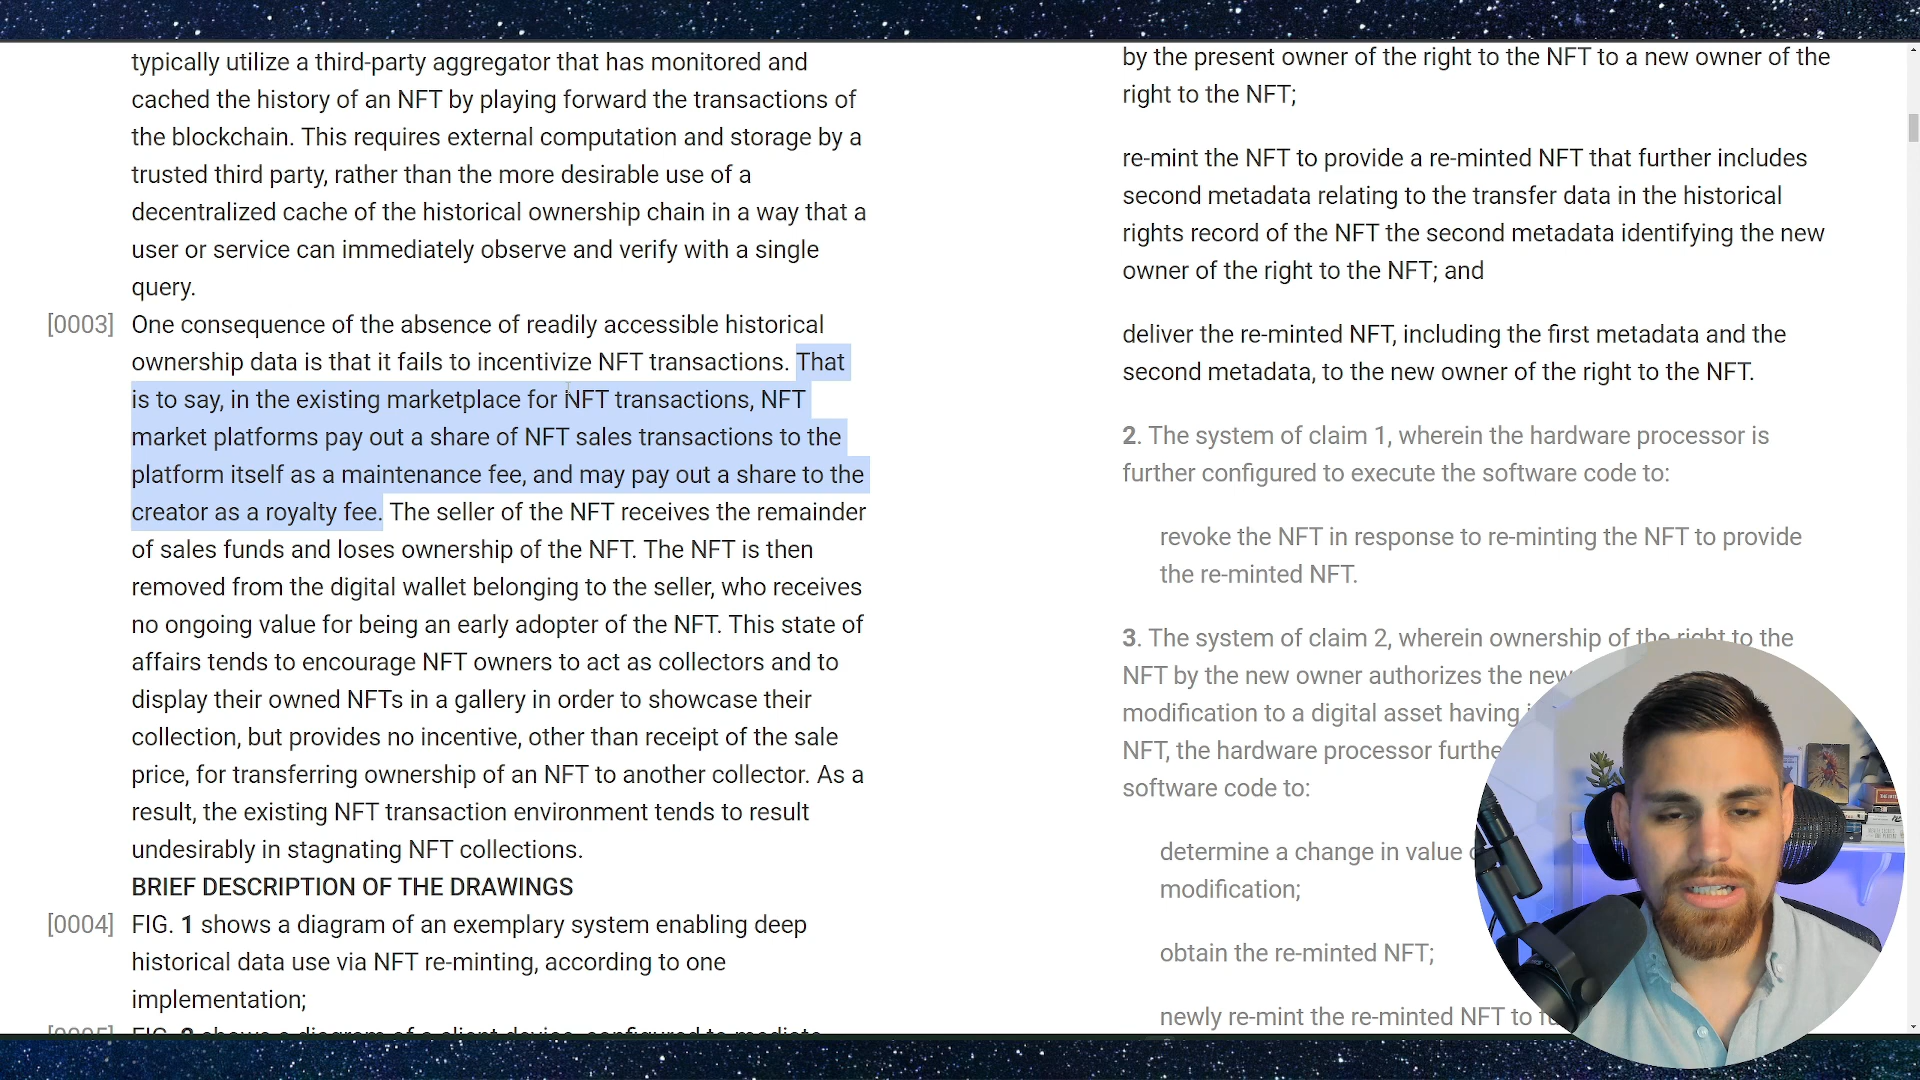 typically utilize a third-party aggregator that has monitored and
cached the history of an NFT by playing forward the transactions of
the blockchain. This requires external computation and storage by a
trusted third party, rather than the more desirable use of a
decentralized cache of the historical ownership chain in a way that a
user or service can immediately observe and verify with a single
query.
[0003] One consequence of the absence of readily accessible historical
ownership data is that it fails to incentivize NFT transactions. That
is to say, in the existing marketplace for NFT transactions, NFT
market platforms pay out a share of NFT sales transactions to the
platform itself as a maintenance fee, and may pay out a share to the
creator as a royalty fee. The seller of the NFT receives the remainder
of sales funds and loses ownership of the NFT. The NFT is then
removed from the digital wallet belonging to the seller, who receives
no ongoing value for being an early adopter of the NFT. This state of
affairs tends to encourage NFT owners to act as collectors and to
display their owned NFTs in a gallery in order to showcase their
collection, but provides no incentive, other than receipt of the sale
price, for transferring ownership of an NFT to another collector. As a
result, the existing NFT transaction environment tends to result
undesirably in stagnating NFT collections.
BRIEF DESCRIPTION OF THE DRAWINGS
[0004] FIG. 1 shows a diagram of an exemplary system enabling deep
historical data use via NFT re-minting, according to one
implementation;
by the present owner of the right to the NFT to a new owner of the
right to the NFT;
re-mint the NFT to provide a re-minted NFT that further includes
second metadata relating to the transfer data in the historical
rights record of the NFT the second metadata identifying the new
owner of the right to the NFT; and
deliver the re-minted NFT, including the first metadata and the
second metadata, to the new owner of the right to the NFT.
2. The system of claim 1, wherein the hardware processor is
further configured to execute the software code to:
revoke the NFT in response to re-minting the NFT to provide
the re-minted NFT.
3. The system of claim 2, wherein ownership of the right to the
NFT by the new owner authorizes the new
modification to a digital asset having
NFT, the hardware processor
software code to:
determine a change in value
modification;
obtain the re-minted NFT;
newly re-mint the re-minted NFT to